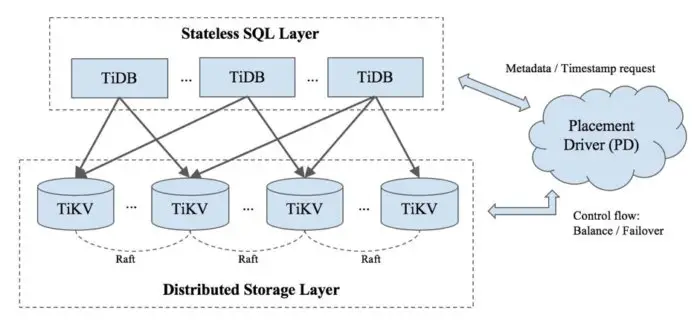 Stateless SQL Layer
TiDB ... TiDB ... TiDB
Metadata / Timestamp request
Placement
Driver (PD)
TiKV ... TiKV ... TiKV ... TiKV
Raft Raft Raft
Control flow:
Balance / Failover
Distributed Storage Layer